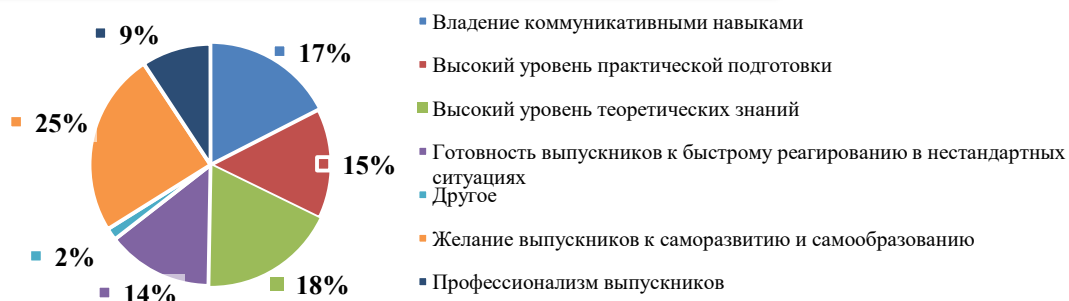 9%
17%
25%
15%
2%
14%
18%
Владение коммуникативными навыками
Высокий уровень практической подготовки
Высокий уровень теоретических знаний
Готовность выпускников к быстрому реагированию в нестандартных
ситуациях
Другое
Желание выпускников к саморазвитию и самообразованию
Профессионализм выпускников